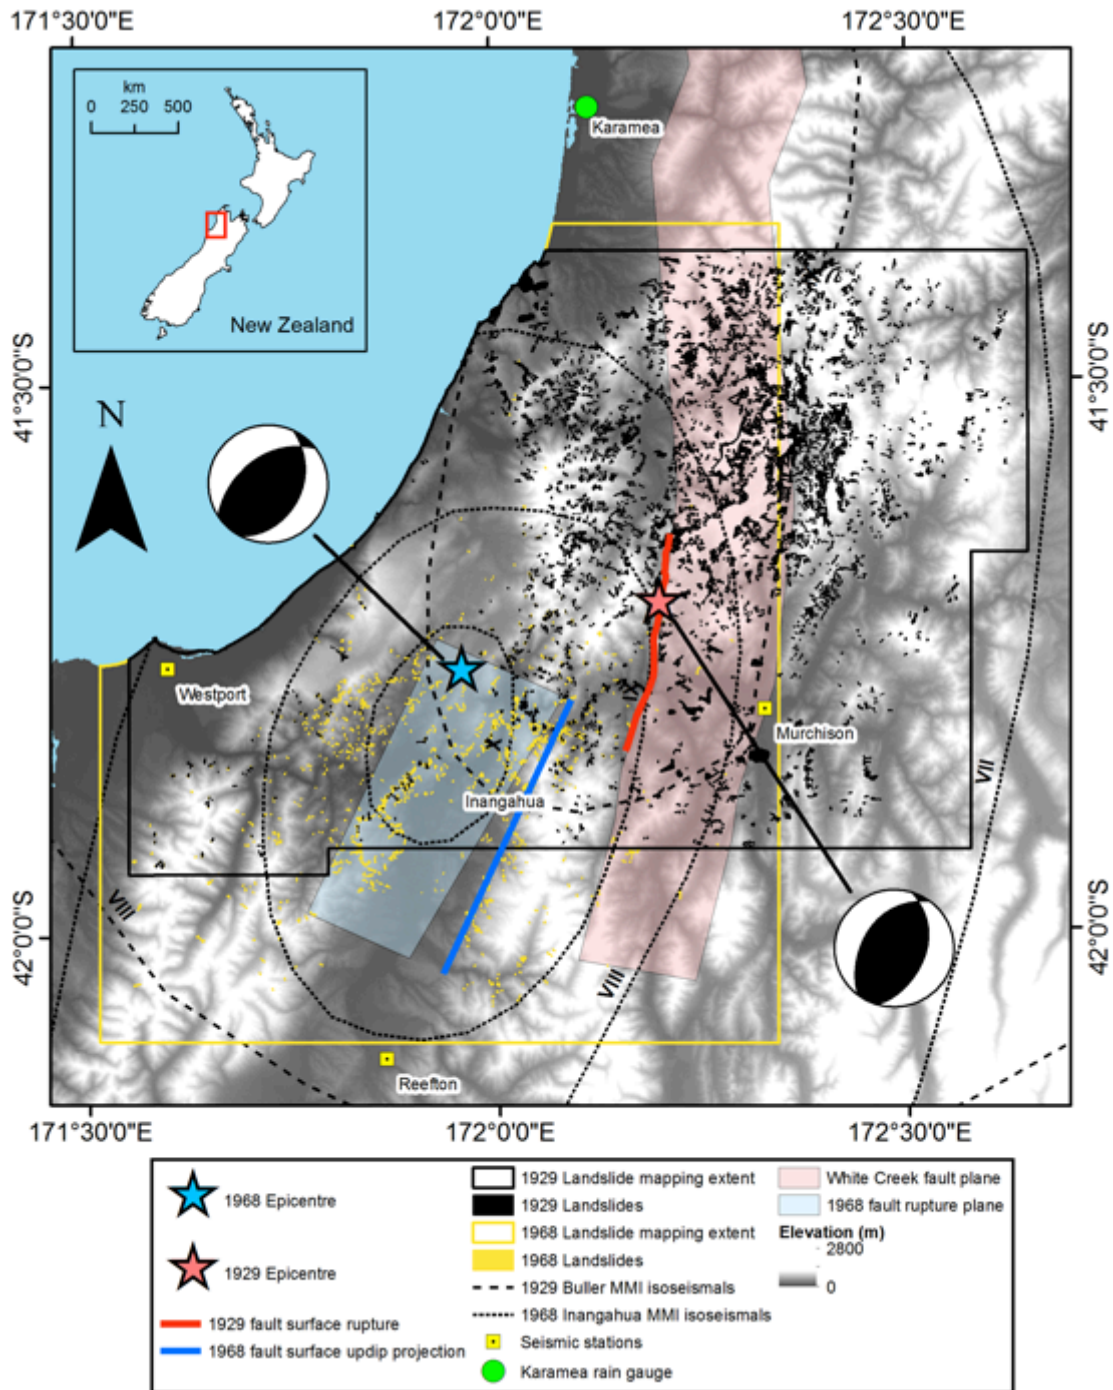 171°30'0"E 172°0'0"E 172°30'0"E
km
0 250 500
New Zealand
Karamea
41°30'0"S
41°30'0"S
N
Westport
Murchison
Inangahua
VII
VIII
VIII
42°0'0"S
42°0'0"S
Reefton
171°30'0"E 172°0'0"E 172°30'0"E
1968 Epicentre
1929 Epicentre
1929 fault surface rupture
1968 fault surface updip projection
1929 Landslide mapping extent
1929 Landslides
1968 Landslide mapping extent
1968 Landslides
1929 Buller MMI isoseismals
1968 Inangahua MMI isoseismals
Seismic stations
Karamea rain gauge
White Creek fault plane
1968 fault rupture plane
Elevation (m)
2800
0